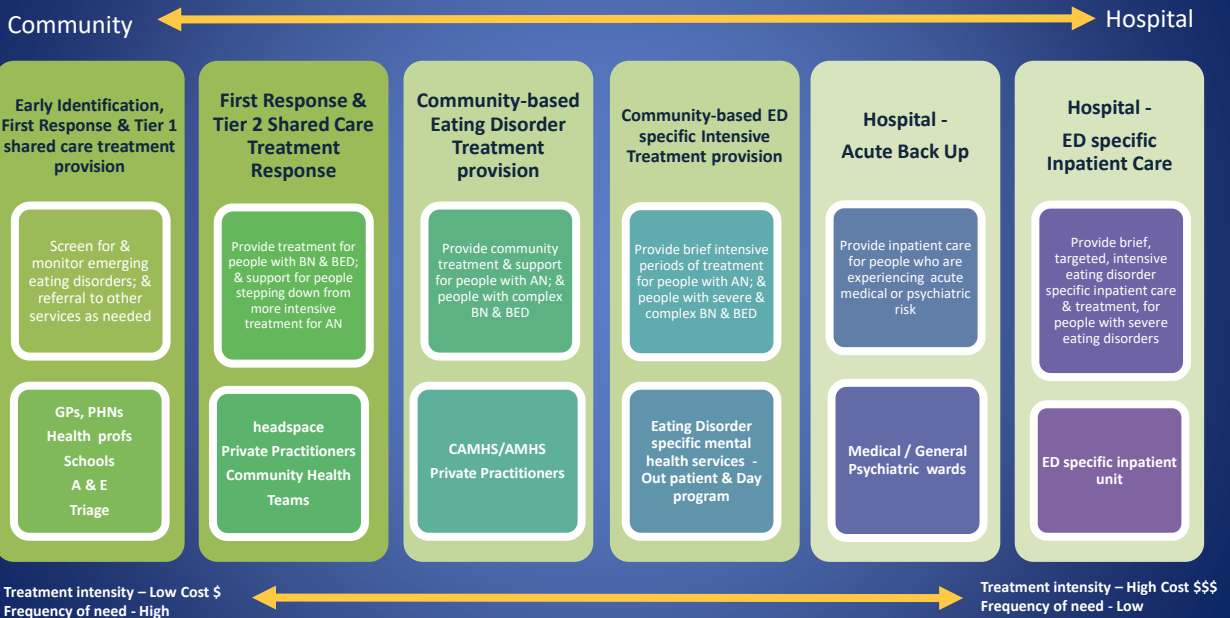 Community
Hospital
Early Identification,
First Response & Tier 1
shared care treatment
provision
Screen for &
monitor emerging
eating disorders; &
referral to other
services as needed
GPs, PHNs
Health profs
Schools
A & E
Triage
First Response &
Tier 2 Shared Care
Treatment
Response
Provide treatment for
people with BN & BED;
& support for people
stepping down from
more intensive
treatment for AN
headspace
Private Practitioners
Community Health
Teams
Community-based
Eating Disorder
Treatment
provision
Provide community
treatment & support
for people with AN; &
people with complex
BN & BED
CAMHS/AMHS
Private Practitioners
Community-based ED
specific Intensive
Treatment provision
Provide brief intensive
periods of treatment
for people with AN; &
people with severe &
complex BN & BED
Eating Disorder
specific mental
health services -
Out patient & Day
program
Hospital -
Acute Back Up
Provide inpatient care
for people who are
experiencing acute
medical or psychiatric
risk
Medical / General
Psychiatric wards
Hospital -
ED specific
Inpatient Care
Provide brief,
targeted, intensive
eating disorder
specific inpatient care
& treatment, for
people with severe
eating disorders
ED specific inpatient
unit
Treatment intensity – Low Cost $
Frequency of need - High
Treatment intensity – High Cost $$$
Frequency of need - Low